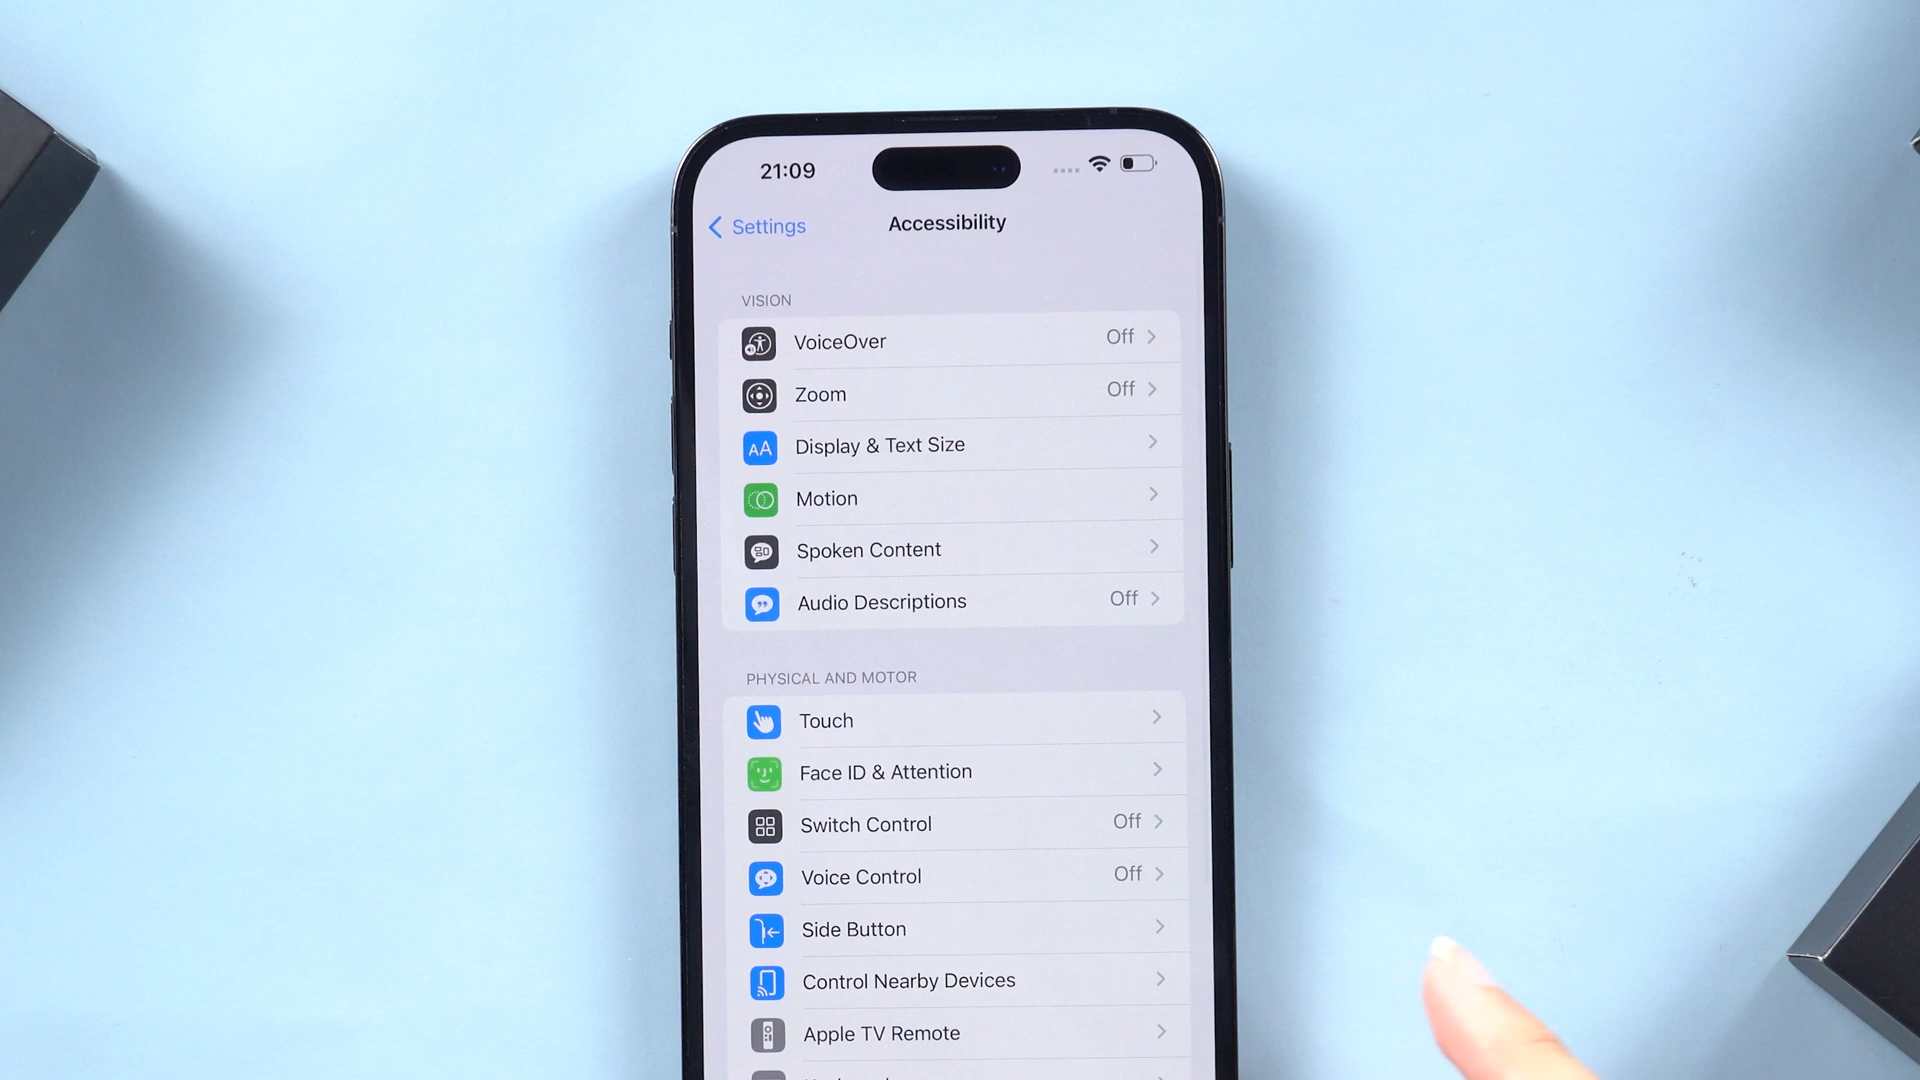 21:09
Settings
Accessibility
VISION
VoiceOver Off
Zoom Off
AA Display & Text Size
Motion
Spoken Content
Audio Descriptions Off
PHYSICAL AND MOTOR
Touch
Face ID & Attention
Switch Control Off
Voice Control Off
Side Button
Control Nearby Devices
Apple TV Remote